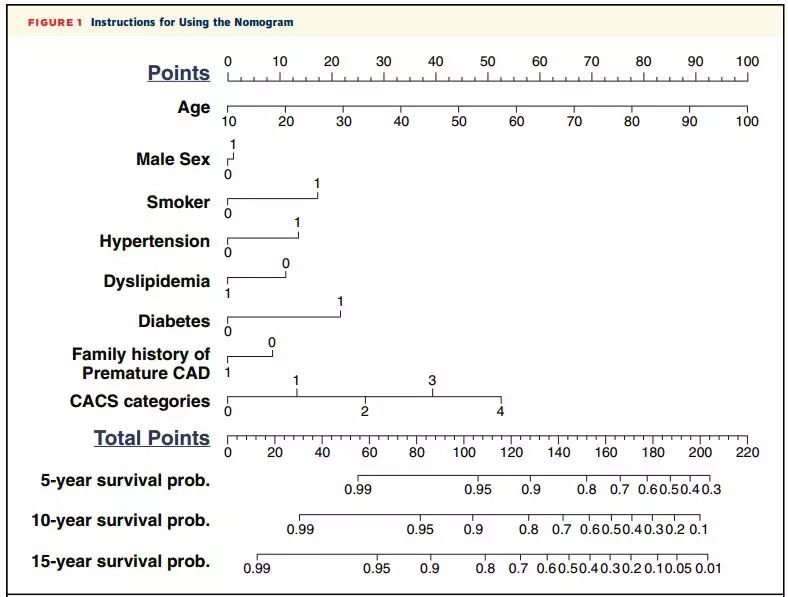 FIGURE 1 Instructions for Using the Nomogram
Points 0 10 20 30 40 50 60 70 80 90 100 100
Age
10 20 30 40 50 60 70 80 90 100
1
Male Sex
0
1
Smoker
0
1
Hypertension
0
0
Dyslipidemia
1
1
Diabetes
0
0
Family history of
Premature CAD
1
1 3
CACS categories
0 2 4
Total Points
0 20 40 60 80 100 120 140 160 180 200 220
5-year survival prob.
0.99 0.95 0.9 0.8 0.7 0.6 0.5 0.4 0.3
10-year survival prob.
0.99 0.95 0.9 0.8 0.7 0.6 0.5 0.4 0.3 0.2 0.1
15-year survival prob.
0.99 0.95 0.9 0.8 0.7 0.6 0.5 0.4 0.3 0.2 0.1 0.05 0.01